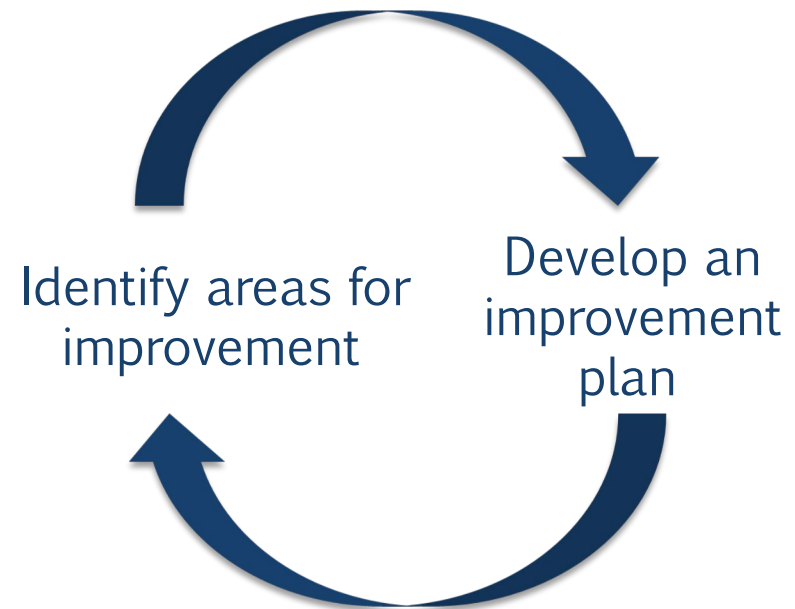 Identify areas for
improvement
Develop an
improvement
plan